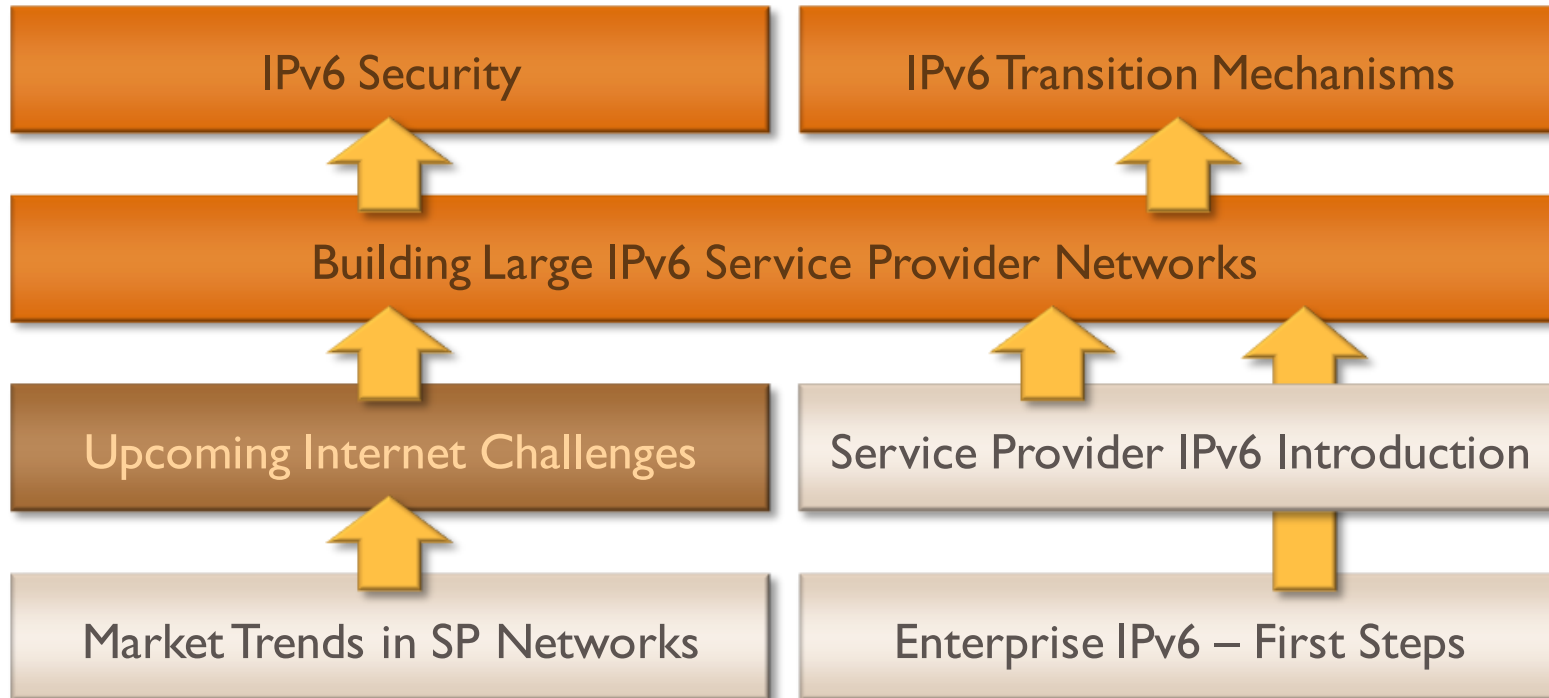 IPv6 Security
IPv6 Transition Mechanisms
Building Large IPv6 Service Provider Networks
Upcoming Internet Challenges
Service Provider IPv6 Introduction
Market Trends in SP Networks
Enterprise IPv6 – First Steps